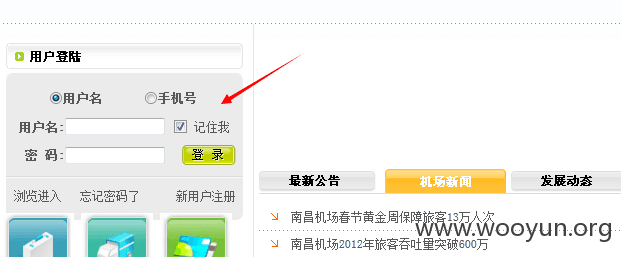 用户登陆
用户名 手机号
用户名: 记住我
密 码: 登 录
浏览进入 忘记密码了 新用户注册
最新公告 机场新闻 发展动态
南昌机场春节黄金周保障旅客13万人次
南昌机场2012年旅客吞吐量突破600万
www.wooyun.org